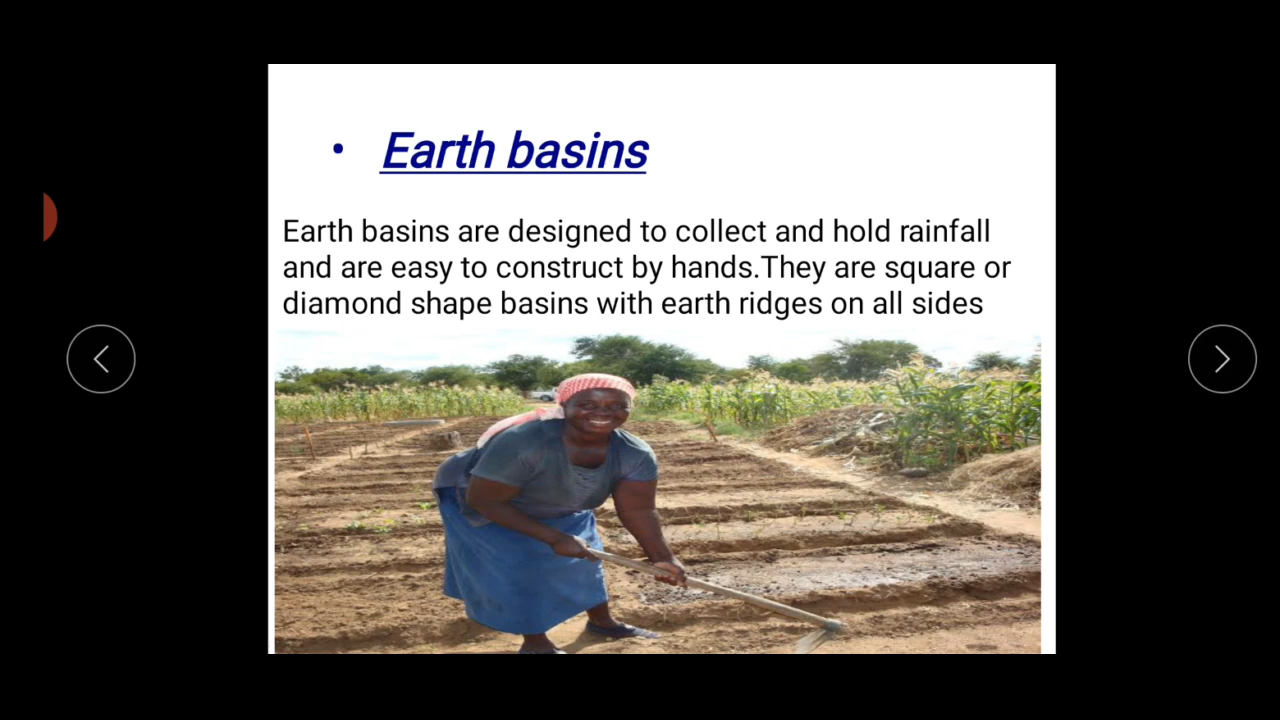 • Earth basins
Earth basins are designed to collect and hold rainfall
and are easy to construct by hands.They are square or
diamond shape basins with earth ridges on all sides